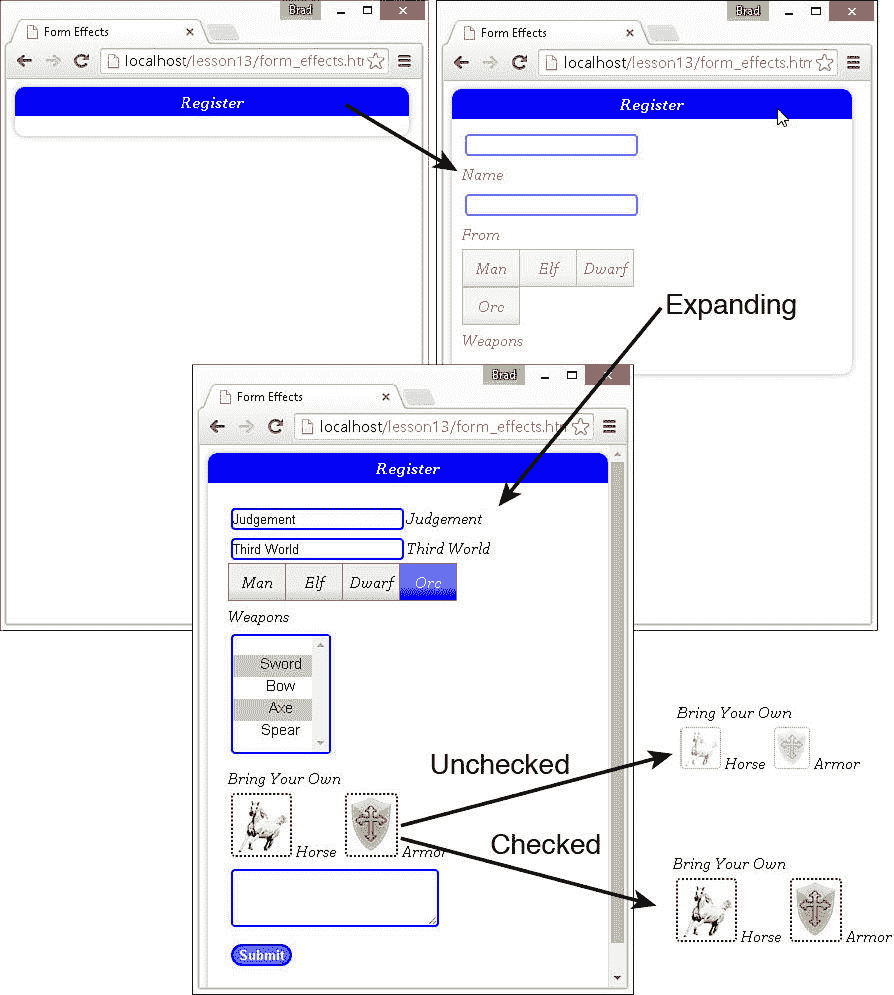 Brad
Form Effects
localhost/lesson13/form_effects.htm
Register
Brad
Form Effects
localhost/lesson13/form_effects.htm
Register
Name
From
Man Elf Dwarf
Orc
Weapons
Expanding
Brad
Form Effects
localhost/lesson13/form_effects.htm
Register
Judgement Judgement
Third World Third World
Man Elf Dwarf Orc
Weapons
Sword
Bow
Axe
Spear
Bring Your Own
Horse Armor
Submit
Unchecked
Bring Your Own
Horse Armor
Checked
Bring Your Own
Horse Armor